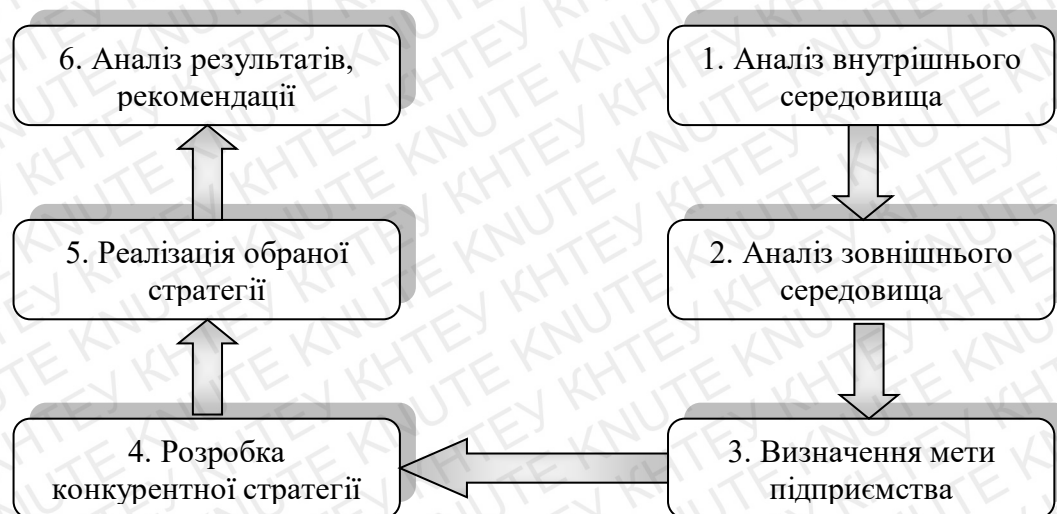 6. Аналіз результатів,
рекомендації
1. Аналіз внутрішнього
середовища
5. Реалізація обраної
стратегії
2. Аналіз зовнішнього
середовища
4. Розробка
конкурентної стратегії
3. Визначення мети
підприємства